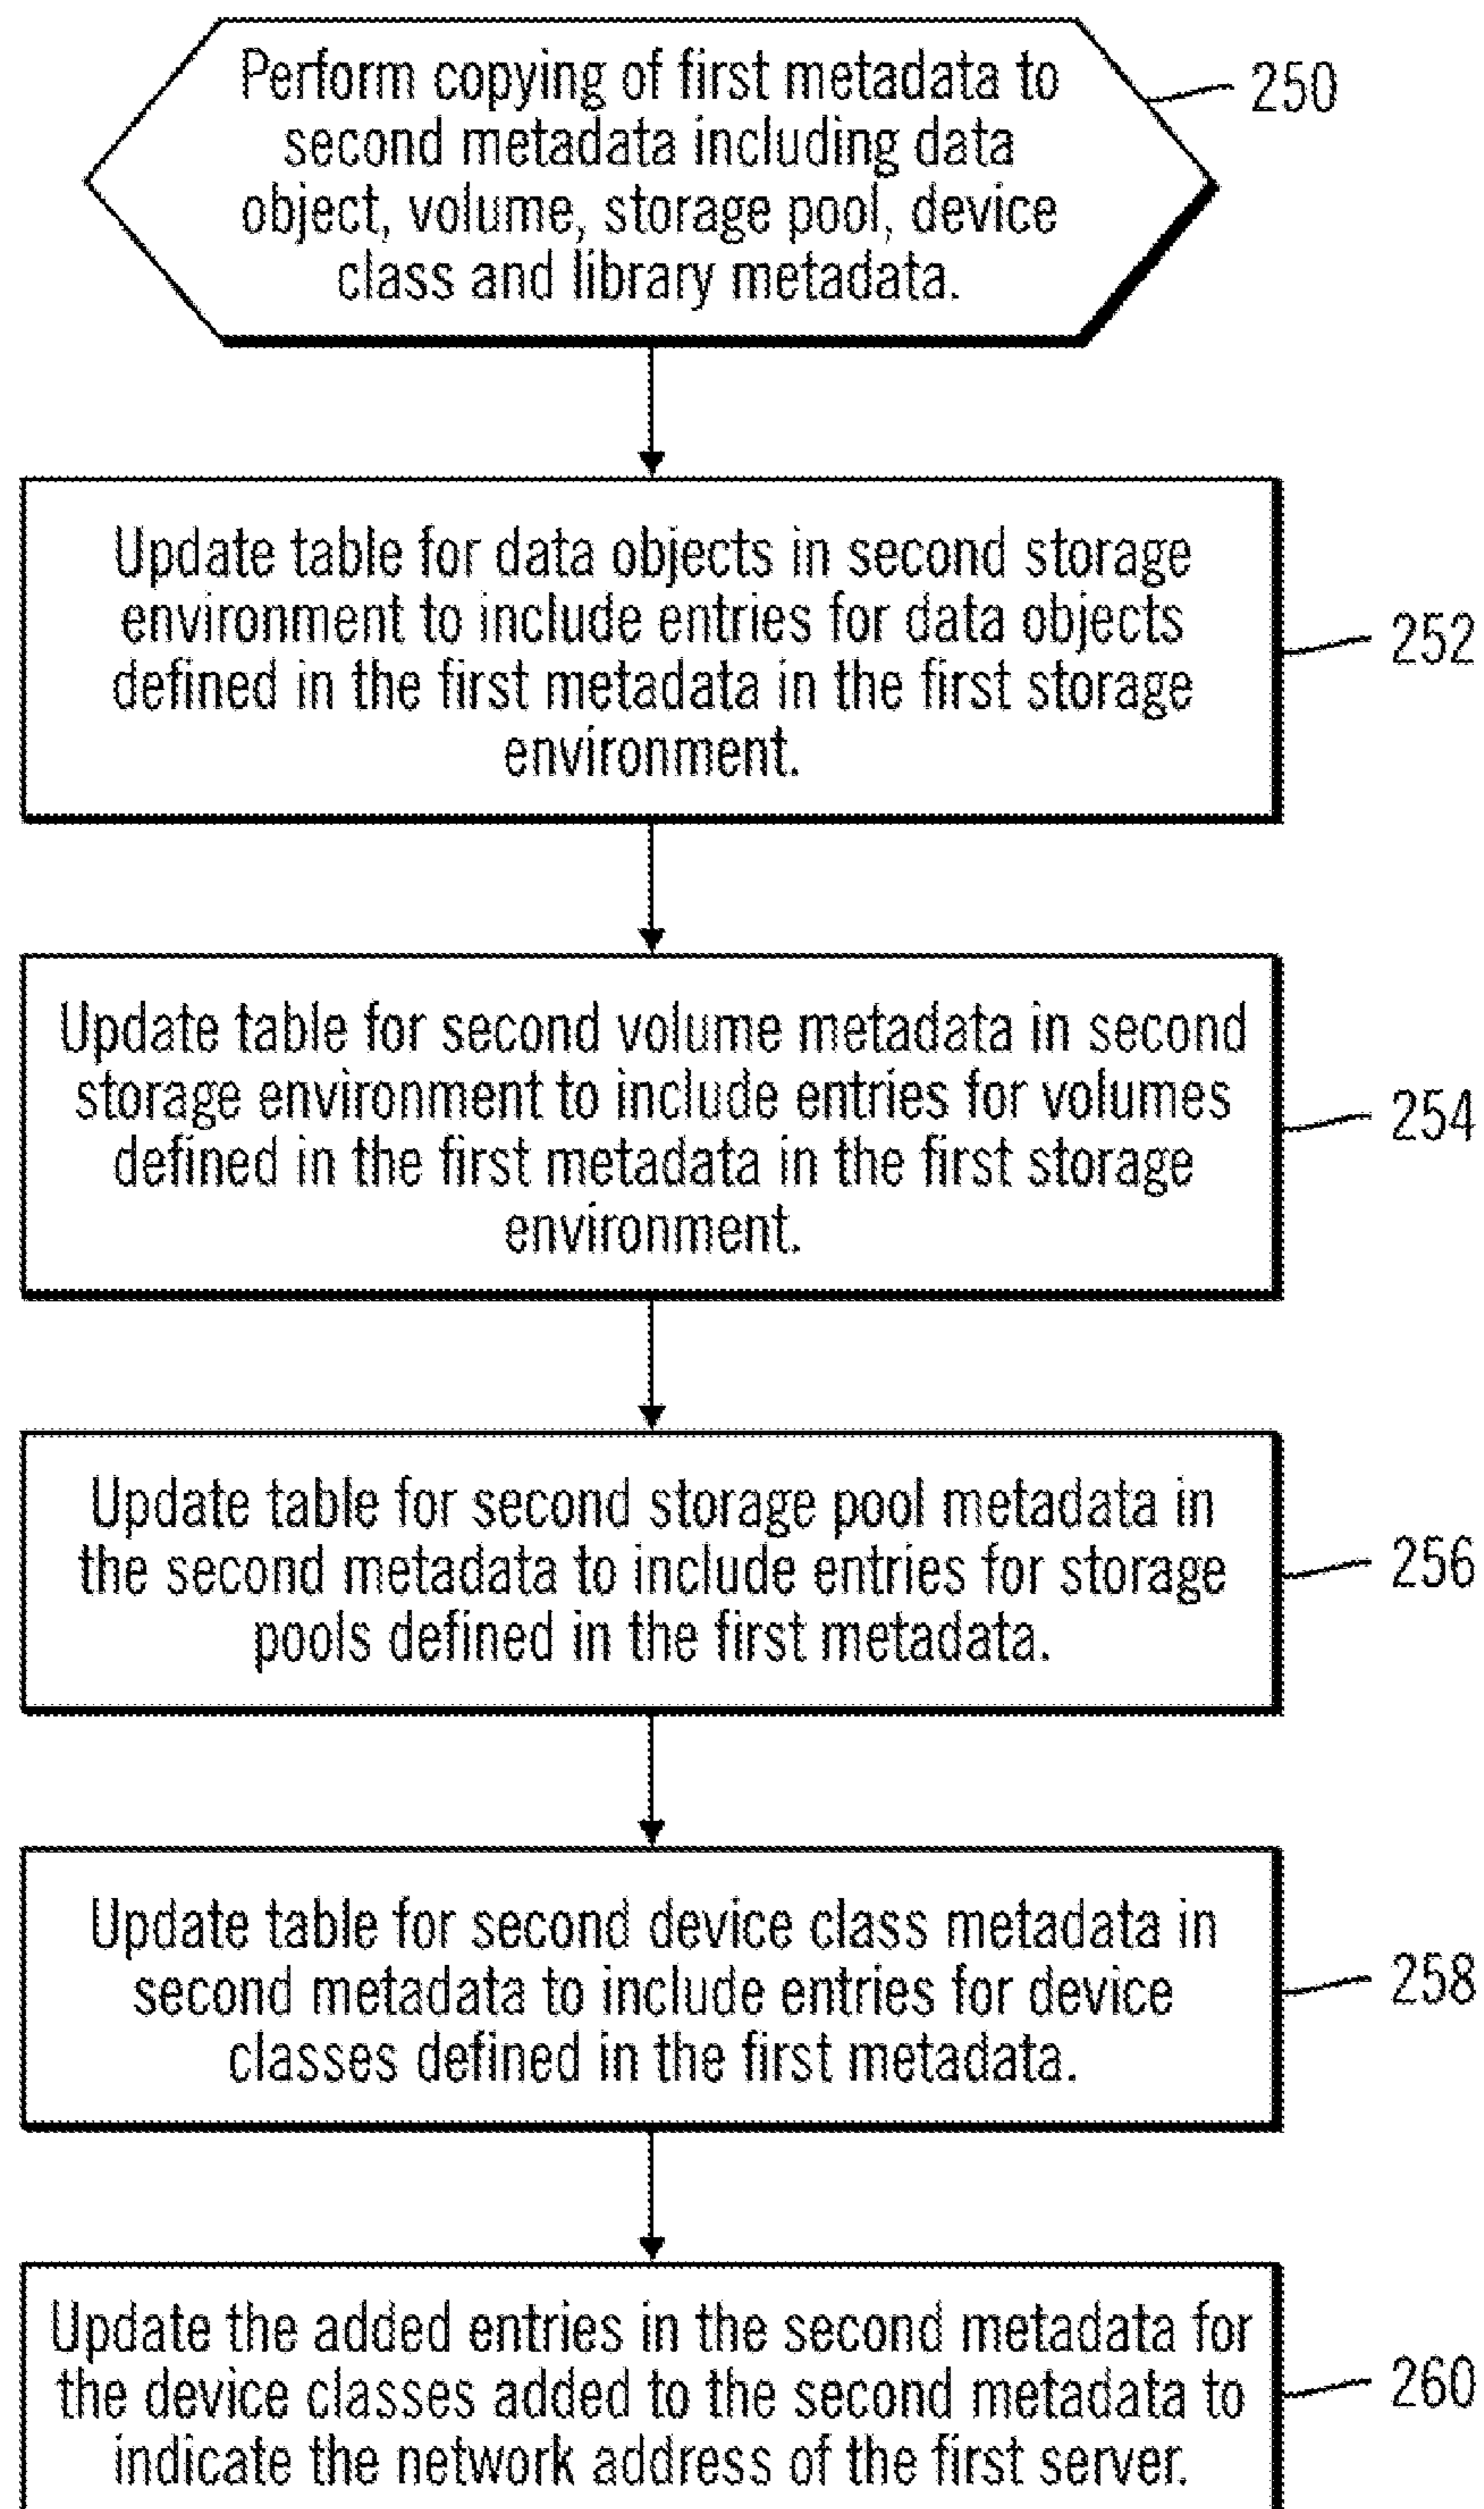 Perform copying of first metadata to
250
second metadata including data
object, volume, storage pool, device
class and library metadata.
Update table for data objects in second storage
environment to include entries for data objects
252
defined in the first metadata in the first storage
environment.
Update table for second volume metadata in second
storage environment to include entries for volumes
254
defined in the first metadata in the first storage
environment.
Update table for second storage pool metadata in
the second metadata to include entries for storage
256
pools defined in the first metadata.
Update table for second device class metadata in
second metadata to include entries for device
258
classes defined in the first metadata.
Update the added entries in the second metadata for
the device classes added to the second metadata to
260
indicate the network address of the first server.